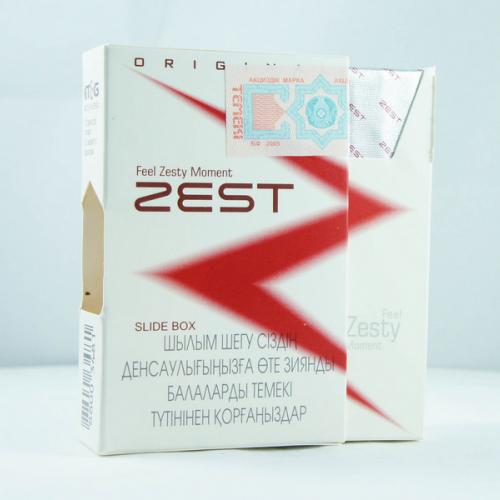 ORIGINAL
АКЦИЗДІК МАРКА
ТЕМЕКІ
KT&G
ZEST
Feel Zesty Moment
ZEST
SLIDE BOX
ШЫЛЫМ ШЕГУ СІЗДІҢ
ДЕНСАУЛЫҒЫҢЫЗҒА ӨТЕ ЗИЯНДЫ
БАЛАЛАРДЫ ТЕМЕКІ
ТҮТІНІНЕН ҚОРҒАҢЫЗДАР
Feel
Zesty
Moment